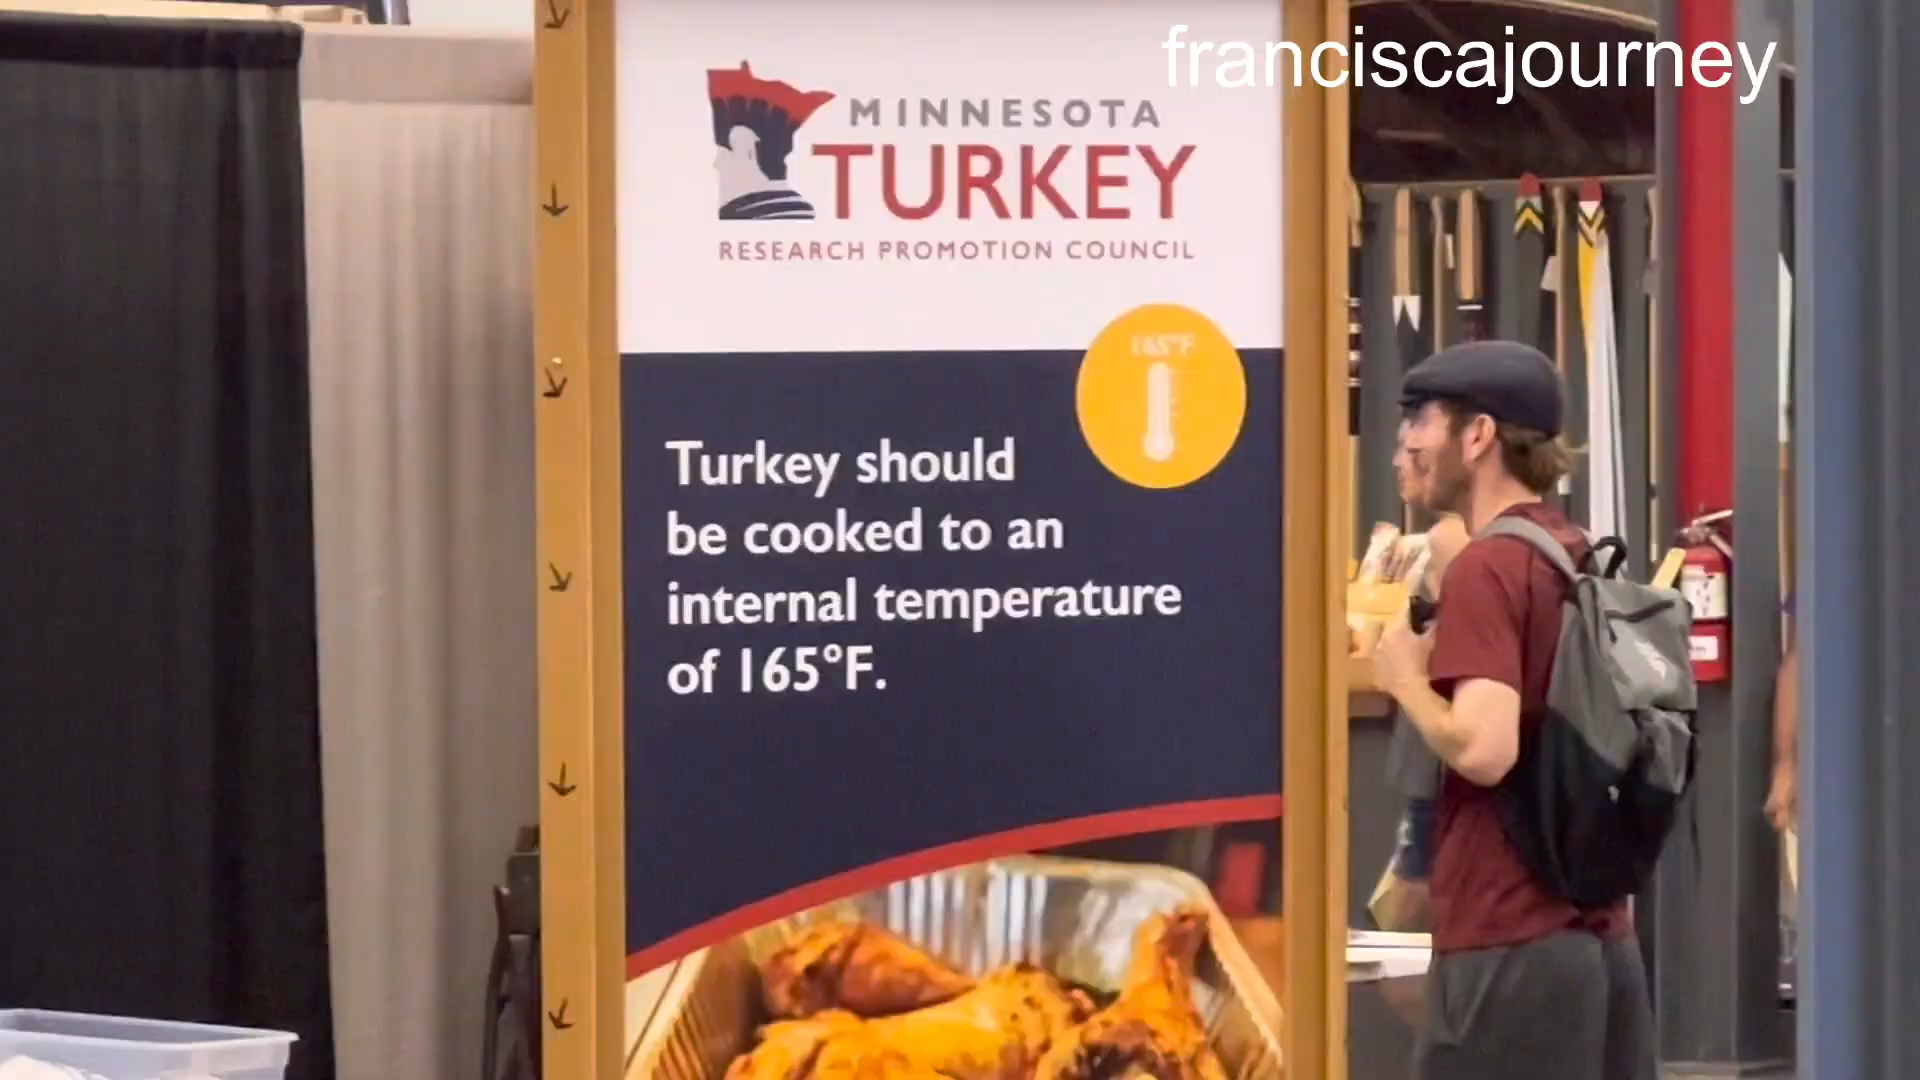 franciscajourney
MINNESOTA
TURKEY
RESEARCH PROMOTION COUNCIL
165°F
Turkey should
be cooked to an
internal temperature
of 165°F.